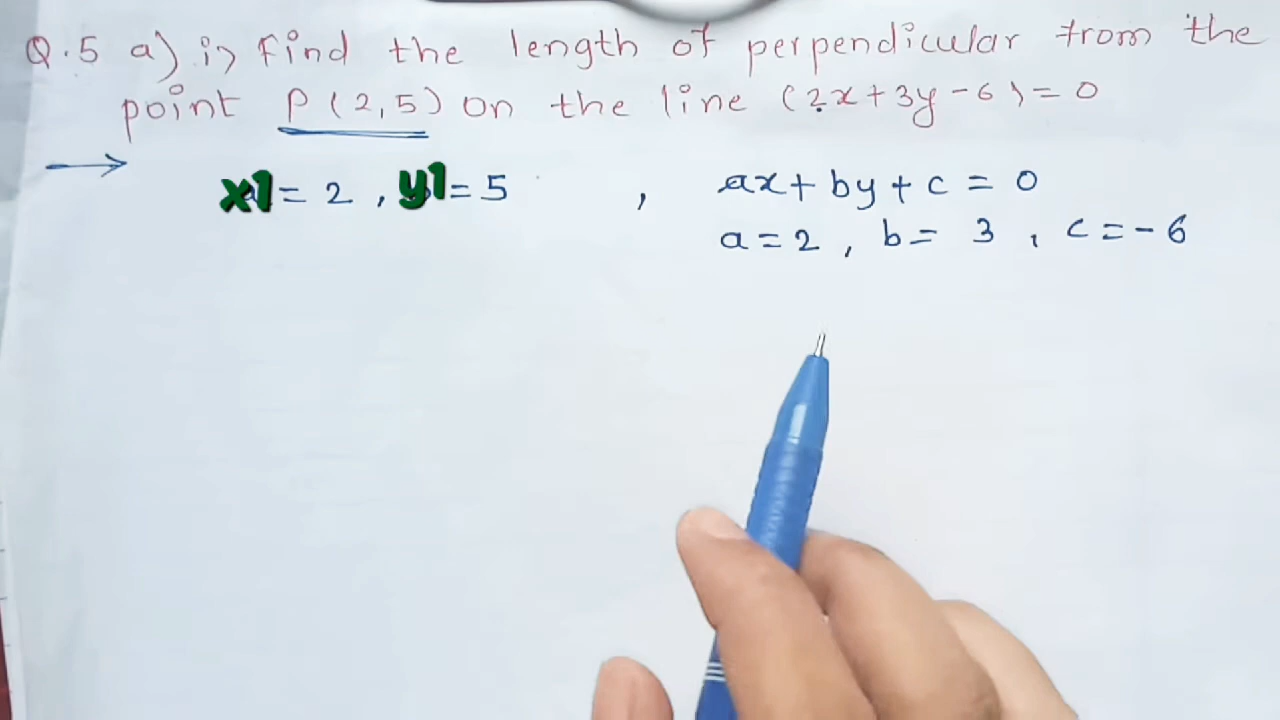 Q.5 a) i) Find the length of perpendicular from the
point P(2,5) on the line (2x+3y-6)=0
x1 = 2 , y1 = 5 , ax + by + c = 0
a = 2 , b = 3 , c = -6